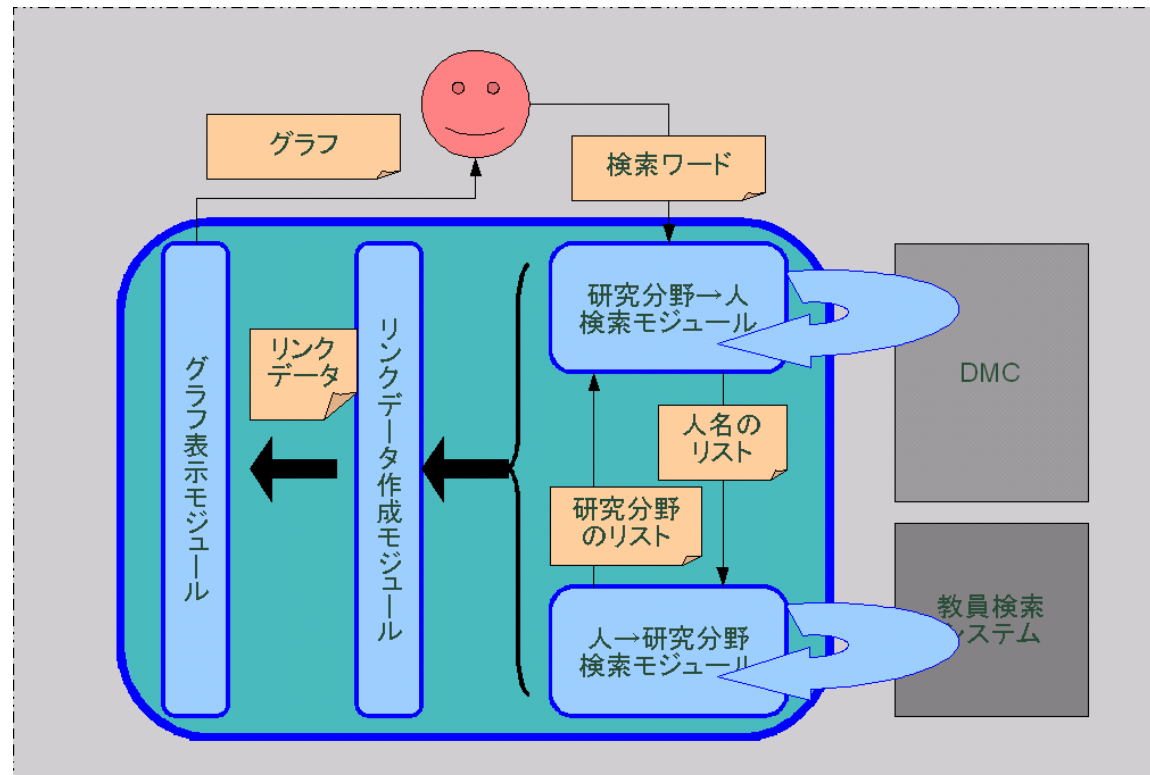 グラフ
検索ワード
研究分野→人
検索モジュール
DMC
リンク
データ
グラフ表示モジュール
リンクデータ作成モジュール
人名の
リスト
研究分野
のリスト
人→研究分野
検索モジュール
教員検索
システム